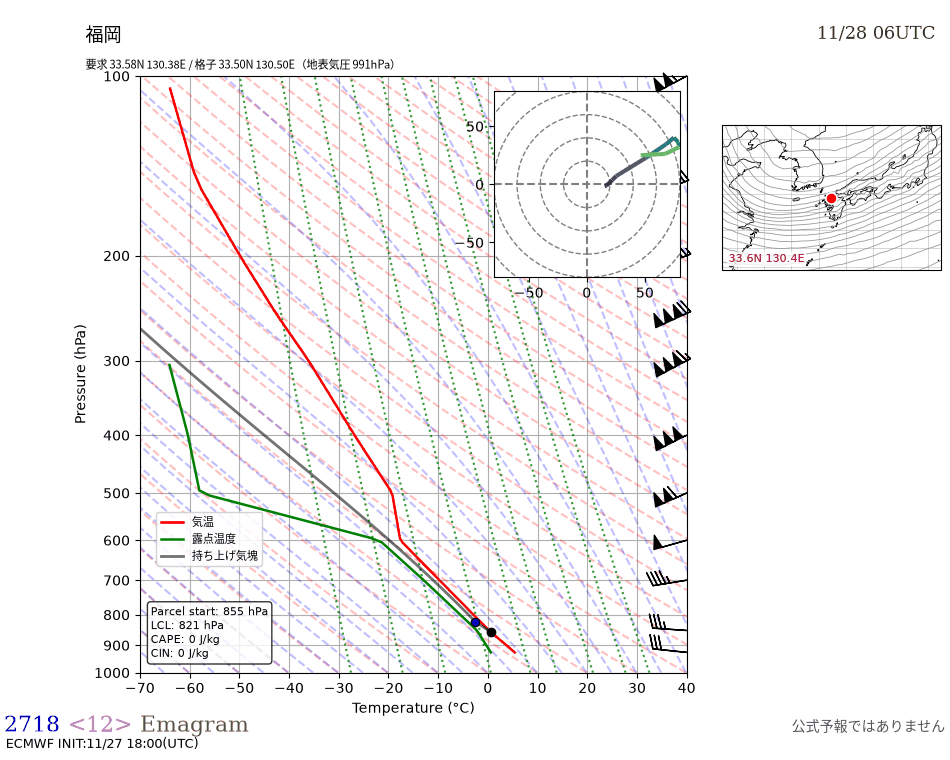 福岡
11/28 06UTC
要求 33.58N 130.38E / 格子 33.50N 130.50E（地表気圧 991hPa）
100
200
300
400
500
600
700
800
900
1000
Pressure (hPa)
50
0
−50
−50
0
50
33.6N 130.4E
気温
露点温度
持ち上げ気塊
Parcel start: 855 hPa
LCL: 821 hPa
CAPE: 0 J/kg
CIN: 0 J/kg
−70 −60 −50 −40 −30 −20 −10 0 10 20 30 40
Temperature (°C)
2718 <12> Emagram
公式予報ではありません
ECMWF INIT:11/27 18:00(UTC)